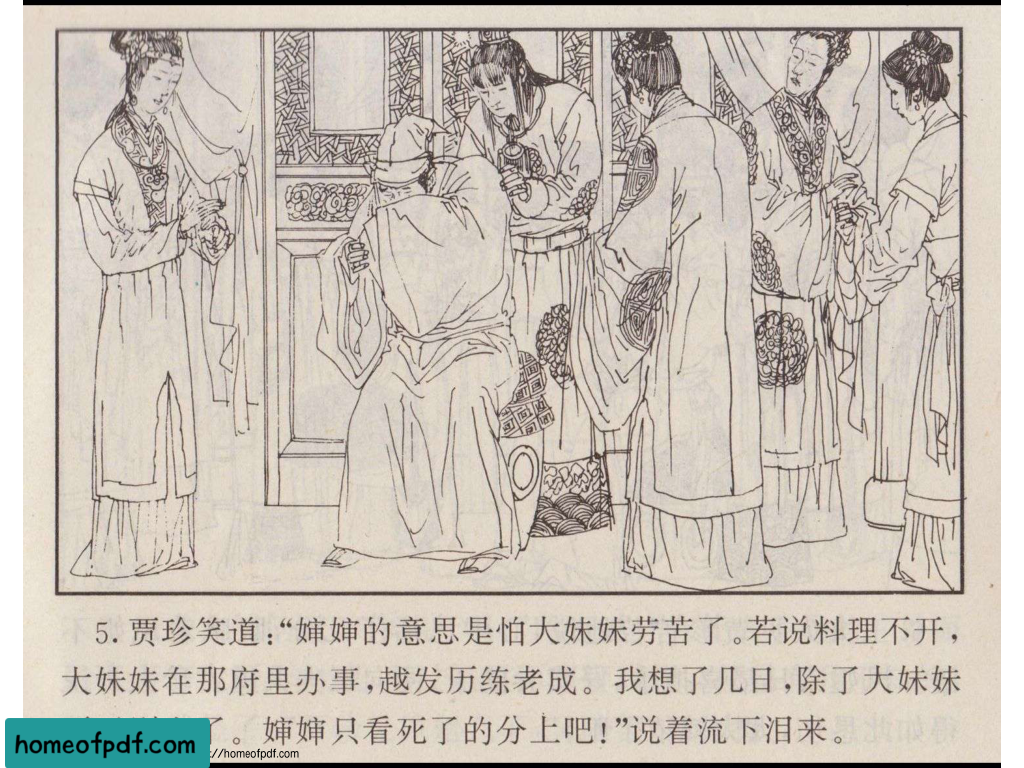 5. 贾珍笑道:“婶婶的意思是怕大妹妹劳苦了。若说料理不开,
大妹妹在那府里办事,越发历练老成。我想了几日,除了大妹妹
了。婶婶只看死了的分上吧!”说着流下泪来。
homeofpdf.com
//homeofpdf.com